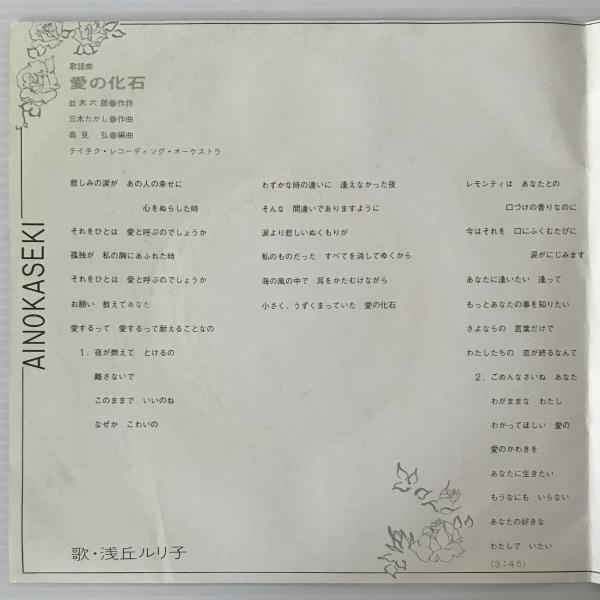 歌謡曲
愛の化石
並木六郎●作詩
三木たかし●作曲
高見 弘●編曲
テイチク・レコーディング・オーケストラ
AINOKASEKI
悲しみの涙が あの人の幸せに
心をぬらした時
それをひとは 愛と呼ぶのでしょうか
孤独が 私の胸にあふれた時
それをひとは 愛と呼ぶのでしょうか
お願い 教えてあなた
愛するって 愛するって耐えることなの
1. 夜が燃えて とけるの
離さないで
このままで いいのね
なぜか こわいの
わずかな時の違いに 逢えなかった夜
そんな 間違いでありますように
涙より悲しいぬくもりが
私のものだった すべてを消してゆくから
海の風の中で 耳をかたむけながら
小さく、うずくまっていた 愛の化石
レモンティは あなたとの
口づけの香りなのに
今はそれを 口にふくむたびに
涙がにじみます
あなたに逢いたい 逢って
もっとあなたの事を知りたい
さよならの 言葉だけで
わたしたちの 恋が終るなんて
2. ごめんなさいね あなた
わがままな わたし
わかってほしい 愛の
愛のかわきを
あなたに生きたい
もうなにも いらない
あなたの好きな
わたしで いたい
(3:45)
歌・浅丘ルリ子